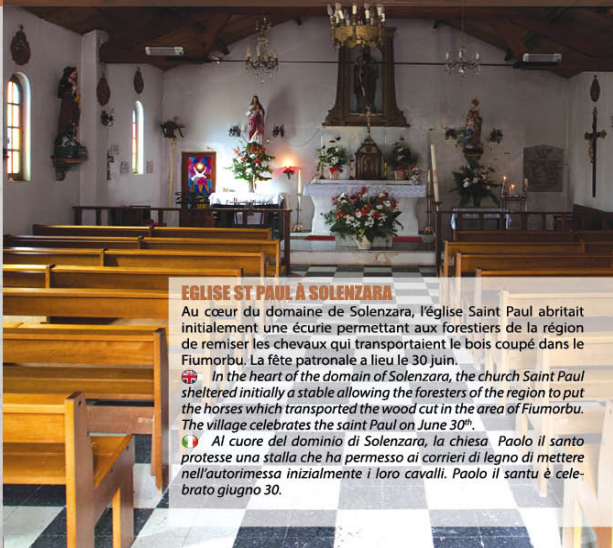 EGLISE ST PAUL À SOLENZARA
Au cœur du domaine de Solenzara, l'église Saint Paul abritait
initialement une écurie permettant aux forestiers de la région
de remiser les chevaux qui transportaient le bois coupé dans le
Fiumorbu. La fête patronale a lieu le 30 juin.
In the heart of the domain of Solenzara, the church Saint Paul
sheltered initially a stable allowing the foresters of the region to put
the horses which transported the wood cut in the area of Fiumorbu.
The village celebrates the saint Paul on June 30th.
Al cuore del dominio di Solenzara, la chiesa Paolo il santo
protesse una stalla che ha permesso ai corrieri di legno di mettere
nell'autorimessa inizialmente i loro cavalli. Paolo il santu è cele-
brato giugno 30.